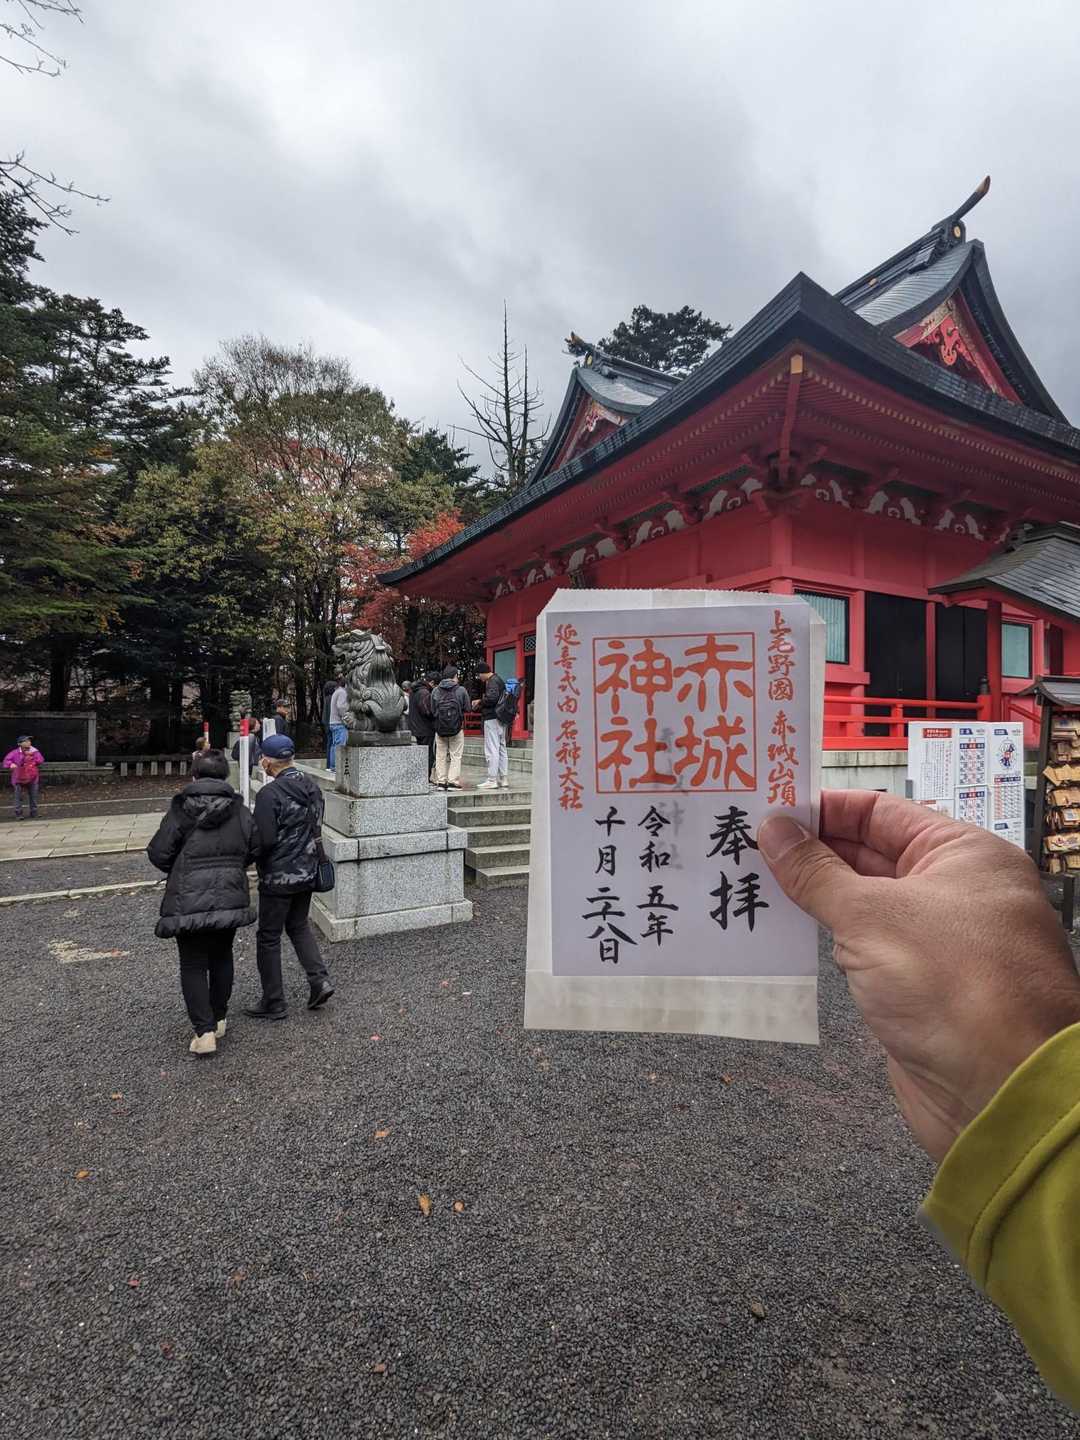 上毛野國 赤城山頂
奉拝
赤城
神社
令和五年
十月二十八日
延喜式内 名神大社